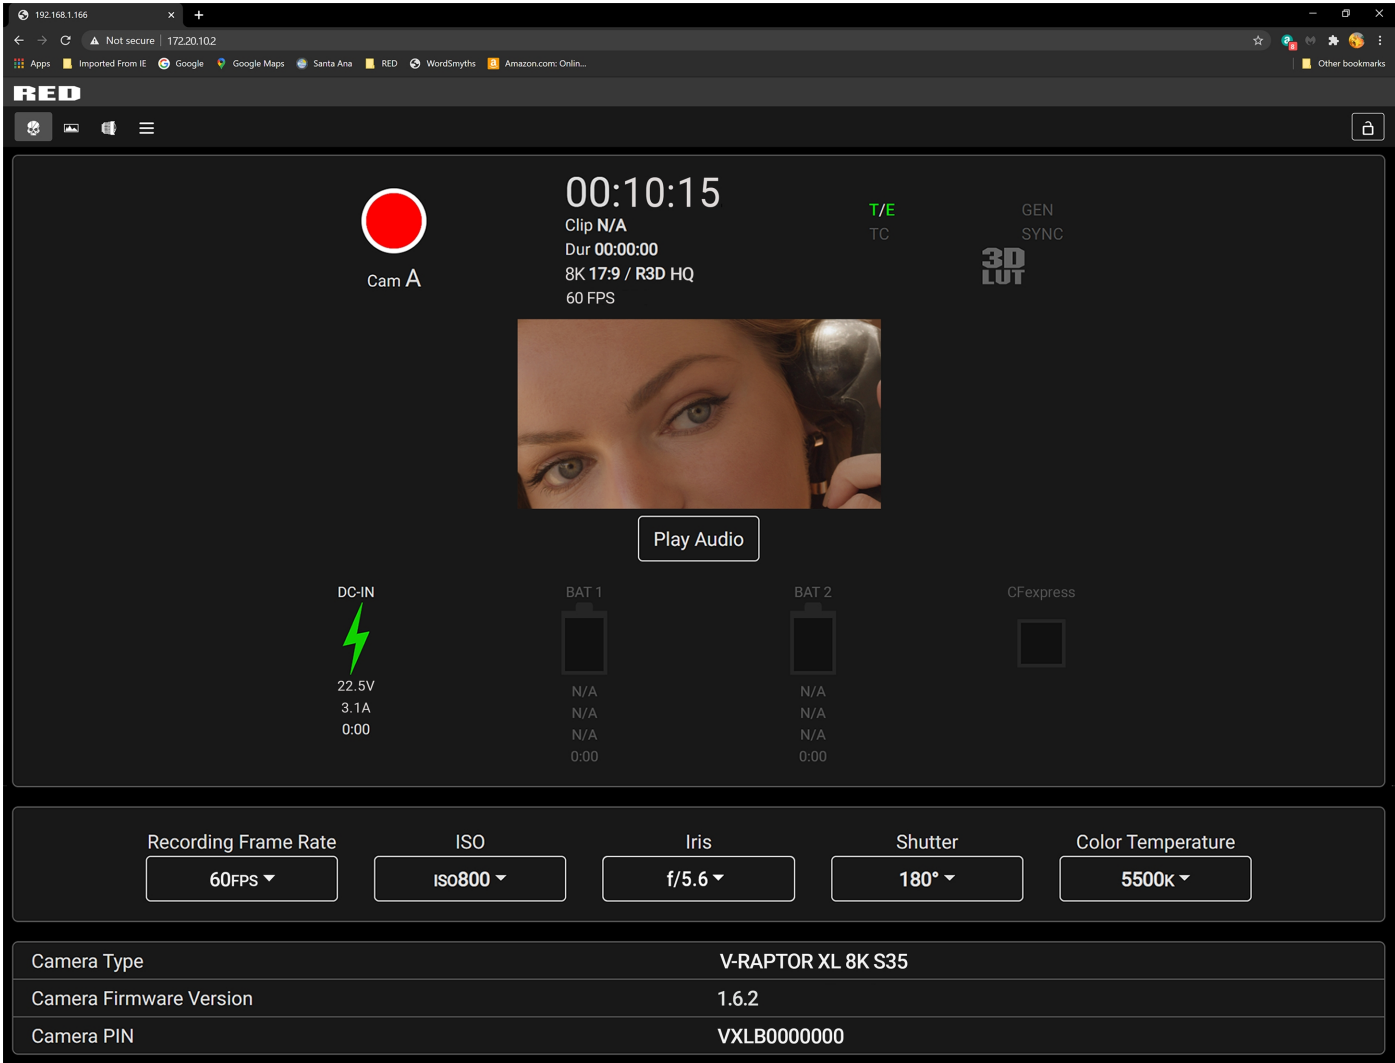 192.168.1.166
Not secure | 172.20.10.2
Apps Imported From IE Google Google Maps Santa Ana RED WordSmyths Amazon.com: Onlin... Other bookmarks
8
RED
00:10:15
Clip N/A
Dur 00:00:00
8K 17:9 / R3D HQ
60 FPS
Cam A
T/E
TC
GEN
SYNC
3D
LUT
Play Audio
DC-IN BAT 1 BAT 2 CFexpress
22.5V
3.1A
0:00
N/A
N/A
N/A
0:00
N/A
N/A
N/A
0:00
Recording Frame Rate ISO Iris Shutter Color Temperature
60FPS ISO800 f/5.6 180° 5500K
Camera Type V-RAPTOR XL 8K S35
Camera Firmware Version 1.6.2
Camera PIN VXLB0000000